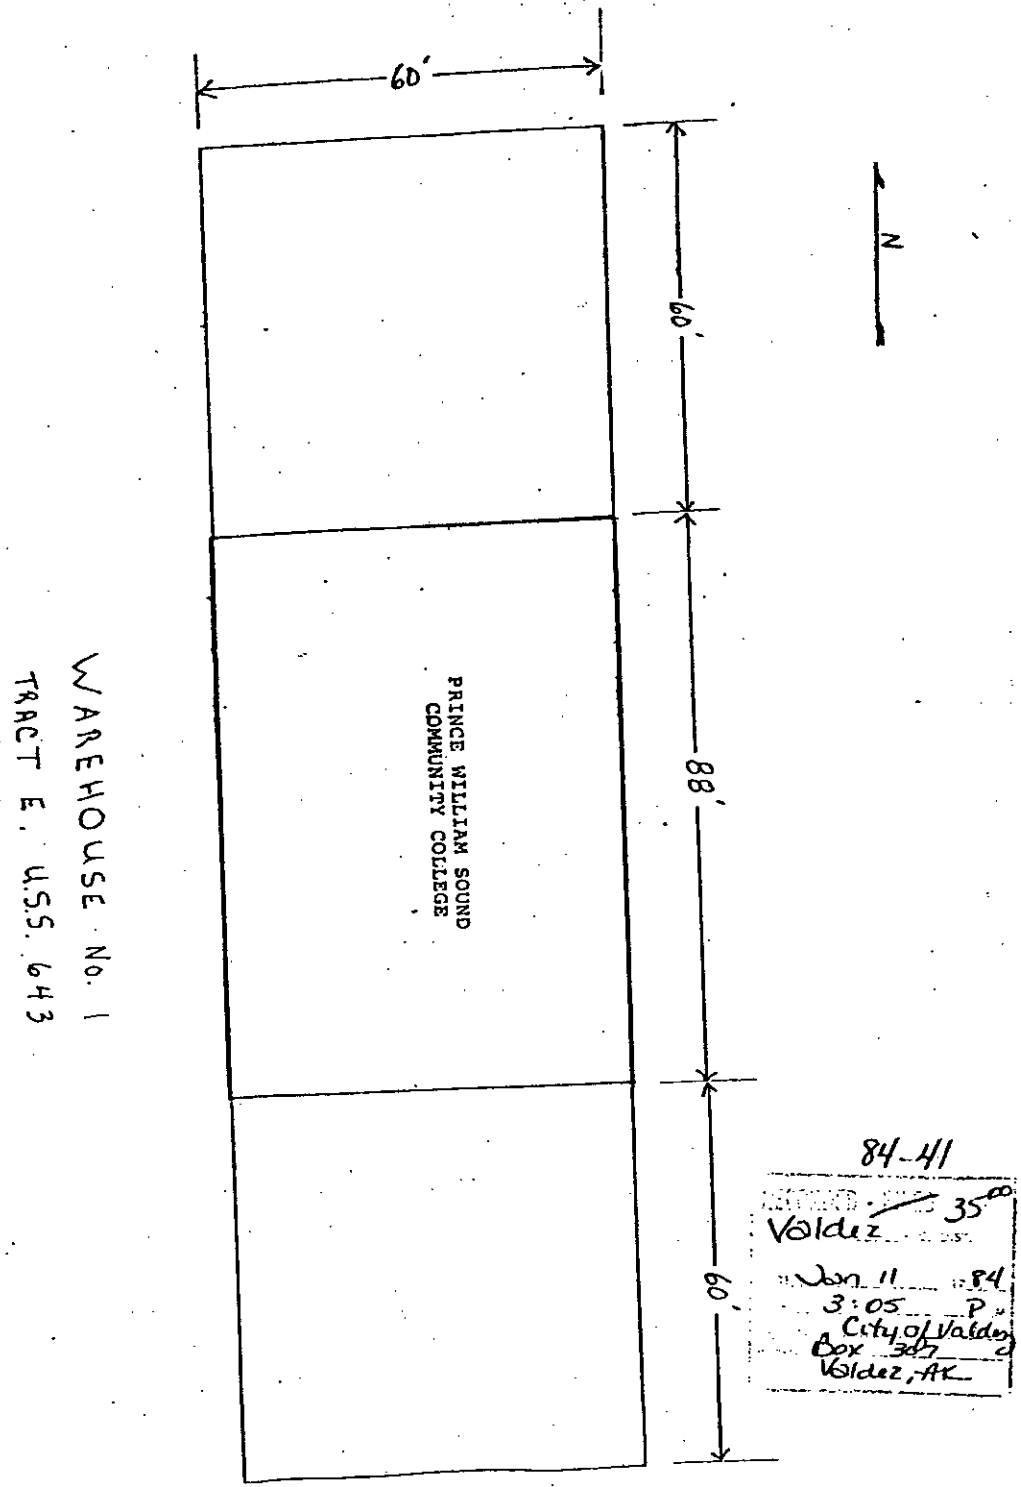 60'
60'
N
88'
PRINCE WILLIAM SOUND
COMMUNITY COLLEGE
60'
WAREHOUSE No. 1
TRACT E. U.S.S. 643
84-41
35 00
Valdez
Jan 11 84
3:05 P
City of Valdez
Box 307
Valdez, AK